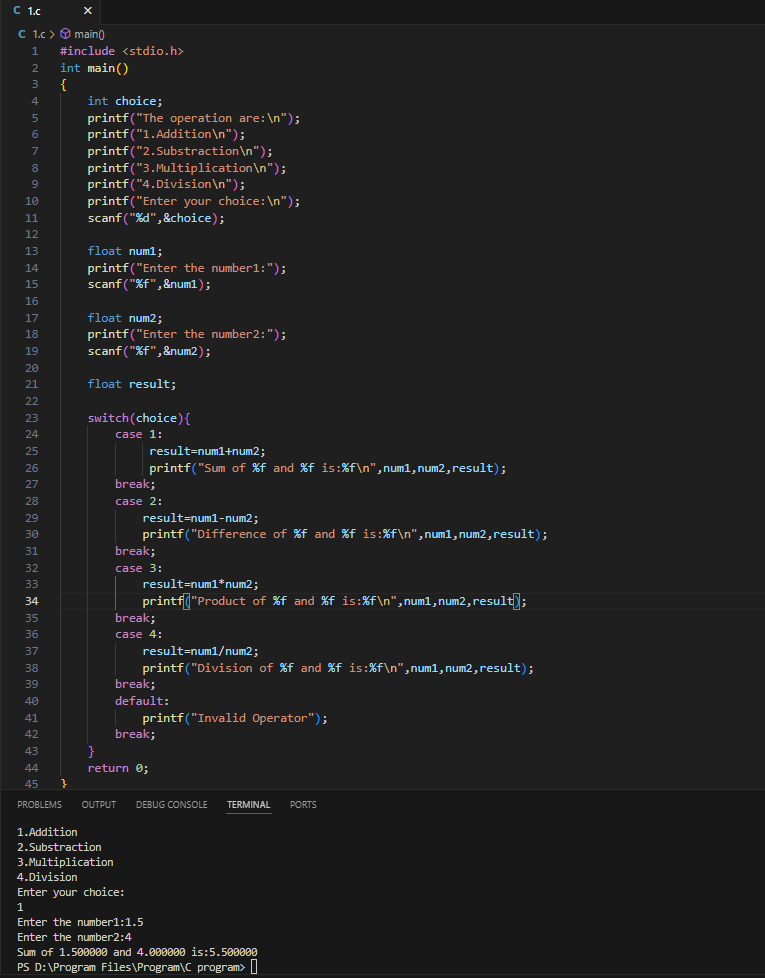 C 1.c ×
C 1.c > main()
1 #include <stdio.h>
2 int main()
3 {
4 int choice;
5 printf("The operation are:\n");
6 printf("1.Addition\n");
7 printf("2.Substraction\n");
8 printf("3.Multiplication\n");
9 printf("4.Division\n");
10 printf("Enter your choice:\n");
11 scanf("%d",&choice);
12
13 float num1;
14 printf("Enter the number1:");
15 scanf("%f",&num1);
16
17 float num2;
18 printf("Enter the number2:");
19 scanf("%f",&num2);
20
21 float result;
22
23 switch(choice){
24 case 1:
25 result=num1+num2;
26 printf("Sum of %f and %f is:%f\n",num1,num2,result);
27 break;
28 case 2:
29 result=num1-num2;
30 printf("Difference of %f and %f is:%f\n",num1,num2,result);
31 break;
32 case 3:
33 result=num1*num2;
34 printf("Product of %f and %f is:%f\n",num1,num2,result);
35 break;
36 case 4:
37 result=num1/num2;
38 printf("Division of %f and %f is:%f\n",num1,num2,result);
39 break;
40 default:
41 printf("Invalid Operator");
42 break;
43 }
44 return 0;
45 }
PROBLEMS OUTPUT DEBUG CONSOLE TERMINAL PORTS
1.Addition
2.Substraction
3.Multiplication
4.Division
Enter your choice:
1
Enter the number1:1.5
Enter the number2:4
Sum of 1.500000 and 4.000000 is:5.500000
PS D:\Program Files\Program\C program>